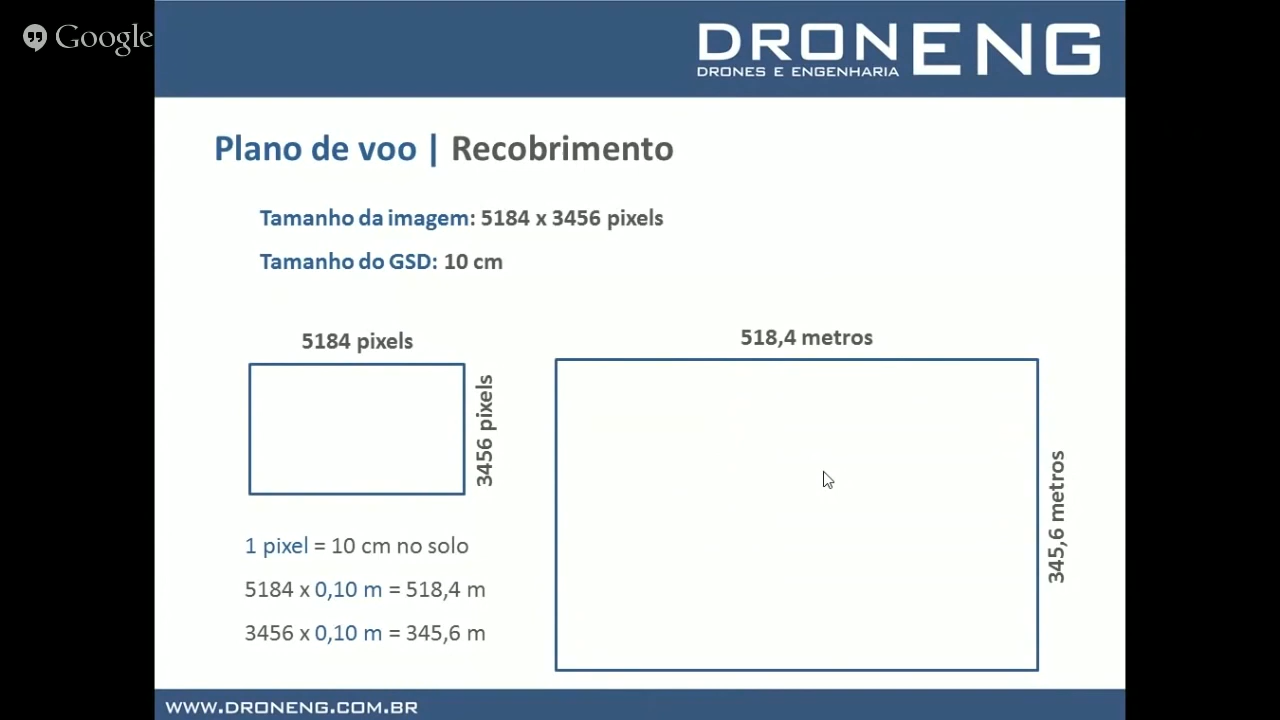 Google
DRONENG
DRONES E ENGENHARIA
Plano de voo | Recobrimento
Tamanho da imagem: 5184 x 3456 pixels
Tamanho do GSD: 10 cm
5184 pixels
3456 pixels
518,4 metros
345,6 metros
1 pixel = 10 cm no solo
5184 x 0,10 m = 518,4 m
3456 x 0,10 m = 345,6 m
WWW.DRONENG.COM.BR